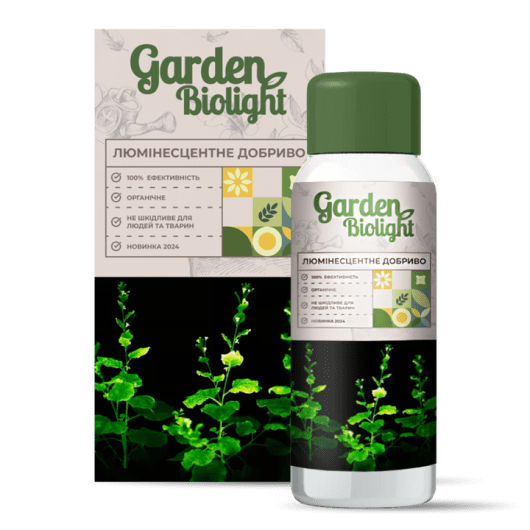 Garden
Biolight
ЛЮМІНЕСЦЕНТНЕ ДОБРИВО
100% ЕФЕКТИВНІСТЬ
ОРГАНІЧНЕ
НЕ ШКІДЛИВЕ ДЛЯ
ЛЮДЕЙ ТА ТВАРИН
НОВИНКА 2024
Garden
Biolight
ЛЮМІНЕСЦЕНТНЕ ДОБРИВО
100% ЕФЕКТИВНІСТЬ
ОРГАНІЧНЕ
НЕ ШКІДЛИВЕ ДЛЯ
ЛЮДЕЙ ТА ТВАРИН
НОВИНКА 2024